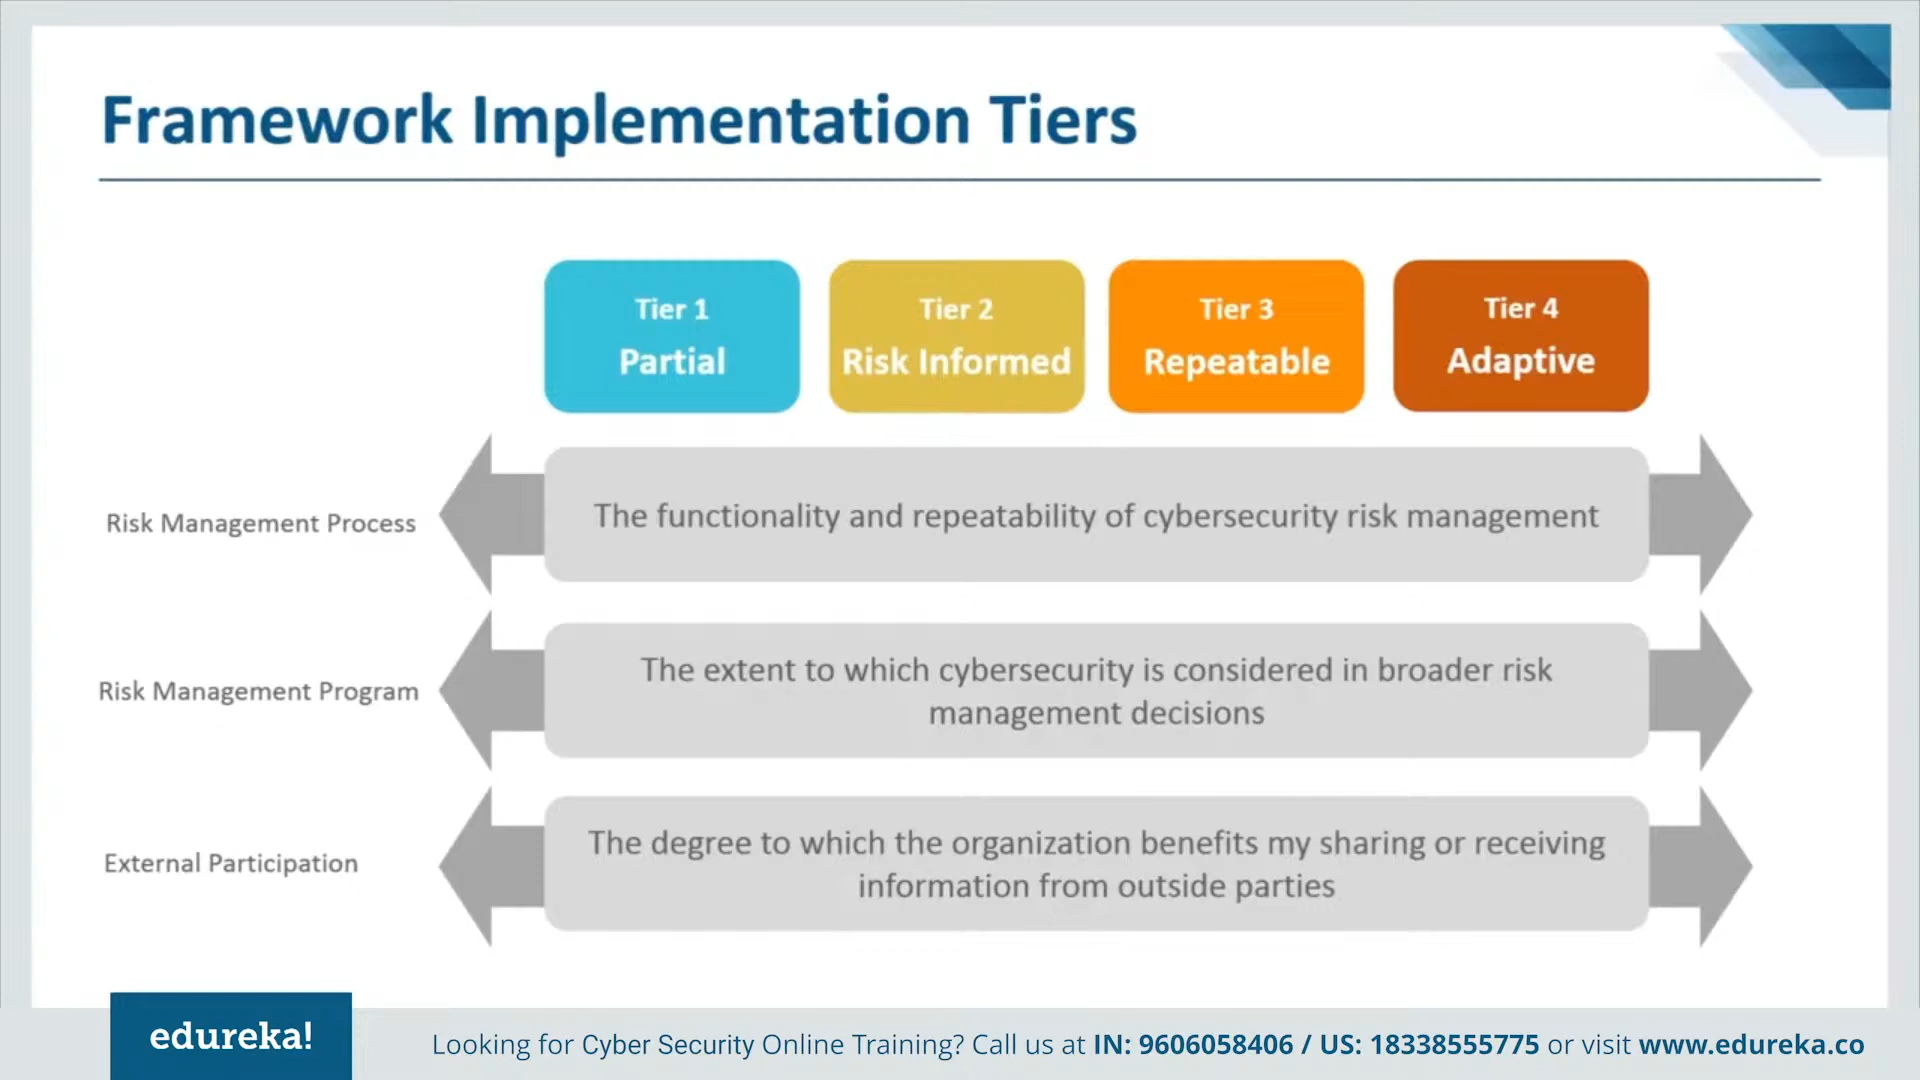 Framework Implementation Tiers
Tier 1
Partial
Tier 2
Risk Informed
Tier 3
Repeatable
Tier 4
Adaptive
Risk Management Process
The functionality and repeatability of cybersecurity risk management
Risk Management Program
The extent to which cybersecurity is considered in broader risk
management decisions
External Participation
The degree to which the organization benefits my sharing or receiving
information from outside parties
edureka!
Looking for Cyber Security Online Training? Call us at IN: 9606058406 / US: 18338555775 or visit www.edureka.co